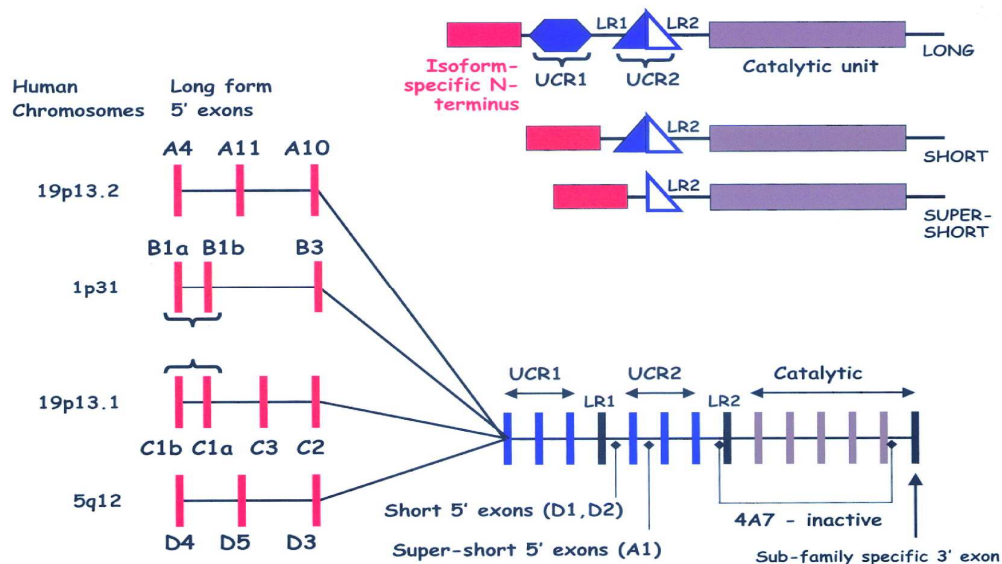 LR1 LR2
LONG
Isoform-
specific N-
terminus
UCR1
UCR2
Catalytic unit
LR2
SHORT
LR2
SUPER-
SHORT
Human
Chromosomes
Long form
5' exons
A4 A11 A10
19p13.2
B1a B1b B3
1p31
19p13.1
C1b C1a C3 C2
5q12
D4 D5 D3
UCR1 UCR2 Catalytic
LR1 LR2
Short 5' exons (D1,D2)
Super-short 5' exons (A1)
4A7 - inactive
Sub-family specific 3' exon